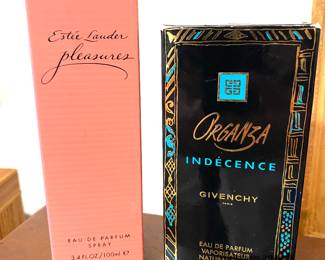 Estée Lauder
pleasures
EAU DE PARFUM
SPRAY
3.4 FL.OZ./100ml ℮
ORGANZA
INDÉCENCE
GIVENCHY
PARIS
EAU DE PARFUM
VAPORISATEUR